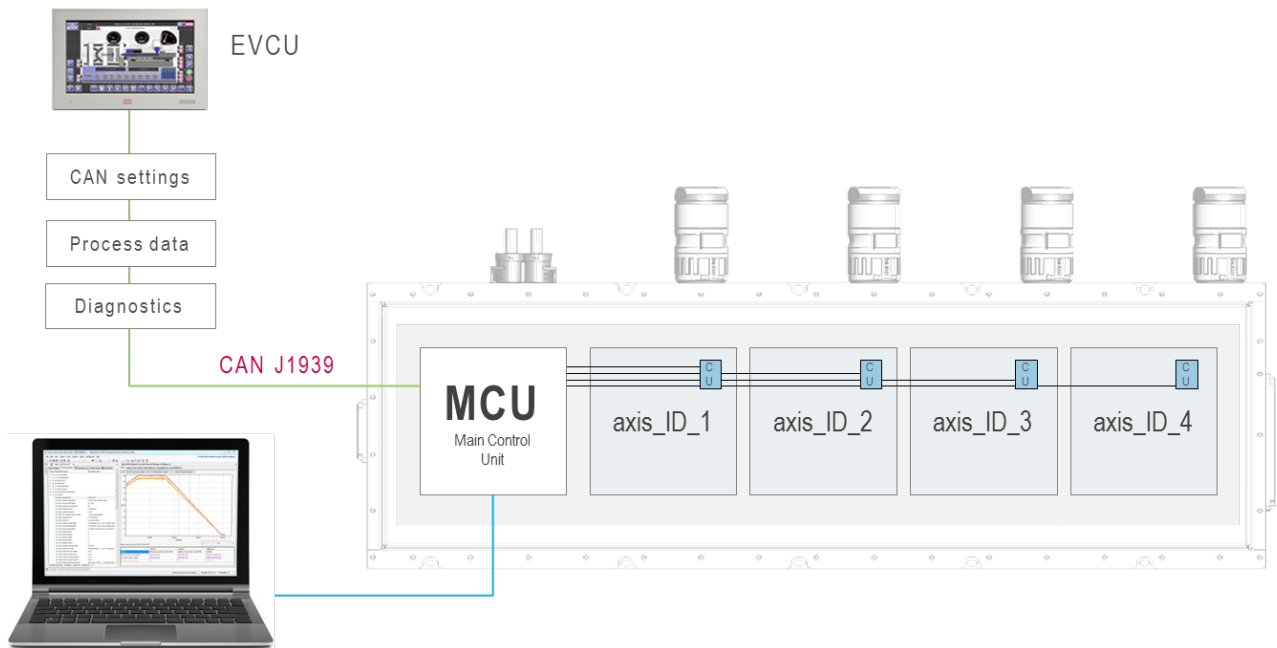 EVCU
CAN settings
Process data
Diagnostics
CAN J1939
MCU
Main Control
Unit
C
U
axis_ID_1
C
U
axis_ID_2
C
U
axis_ID_3
C
U
axis_ID_4